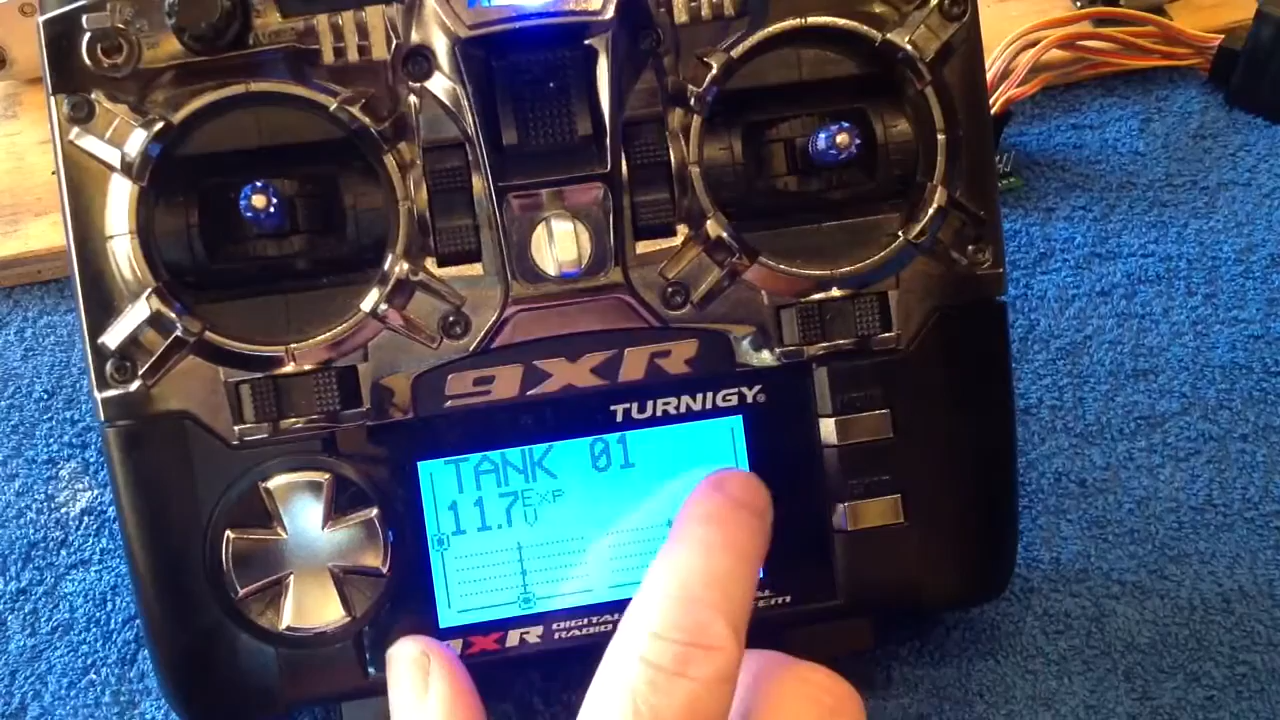 9XR
TURNIGY®
TANK 01
11.7 Exp
V
9XR DIGITAL
RADIO